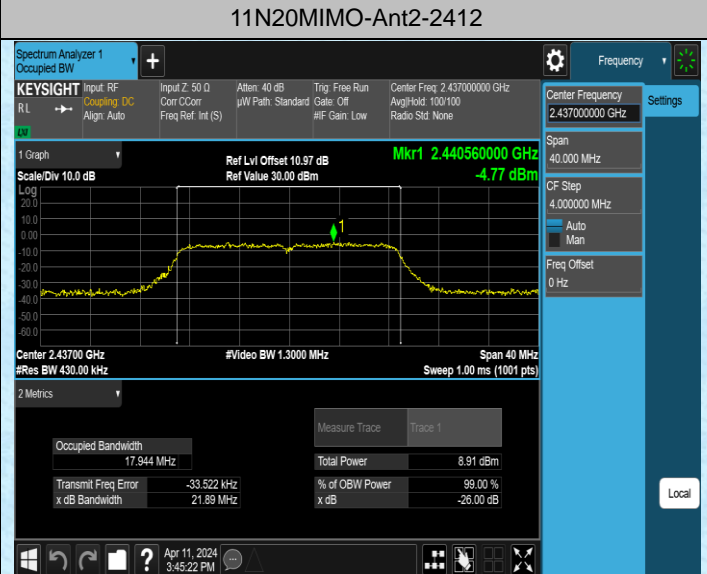 11N20MIMO-Ant2-2412
Spectrum Analyzer 1
Occupied BW
Frequency
KEYSIGHT
RL
Input: RF
Coupling: DC
Align: Auto
Input Z: 50 Ω
Corr CCorr
Freq Ref: Int (S)
Atten: 40 dB
µW Path: Standard
Trig: Free Run
Gate: Off
#IF Gain: Low
Center Freq: 2.437000000 GHz
Avg|Hold: 100/100
Radio Std: None
1 Graph
Scale/Div 10.0 dB
Ref Lvl Offset 10.97 dB
Ref Value 30.00 dBm
Mkr1 2.440560000 GHz
-4.77 dBm
Log
20.0
10.0
0.00
-10.0
-20.0
-30.0
-40.0
-50.0
-60.0
1
Center 2.43700 GHz
#Res BW 430.00 kHz
#Video BW 1.3000 MHz
Span 40 MHz
Sweep 1.00 ms (1001 pts)
2 Metrics
Measure Trace
Trace 1
Occupied Bandwidth
17.944 MHz
Total Power
8.91 dBm
Transmit Freq Error
-33.522 kHz
% of OBW Power
99.00 %
x dB Bandwidth
21.89 MHz
x dB
-26.00 dB
Center Frequency
2.437000000 GHz
Settings
Span
40.000 MHz
CF Step
4.000000 MHz
Auto
Man
Freq Offset
0 Hz
Local
?
Apr 11, 2024
3:45:22 PM